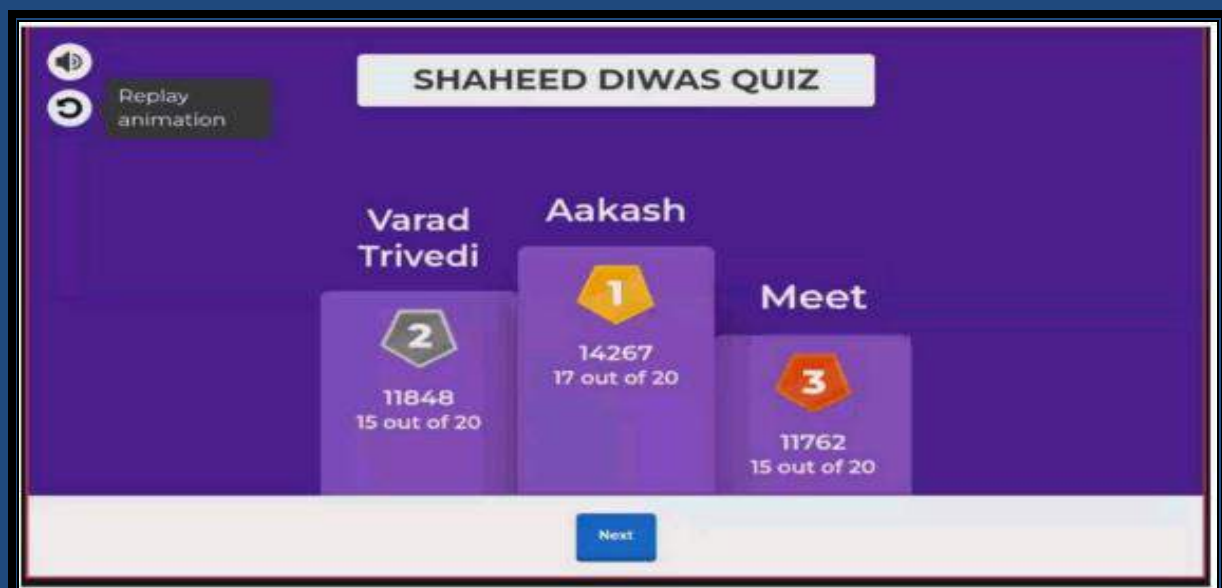 SHAHEED DIWAS QUIZ
Replay
animation
Varad
Trivedi
2
11848
15 out of 20
Aakash
1
14267
17 out of 20
Meet
3
11762
15 out of 20
Next